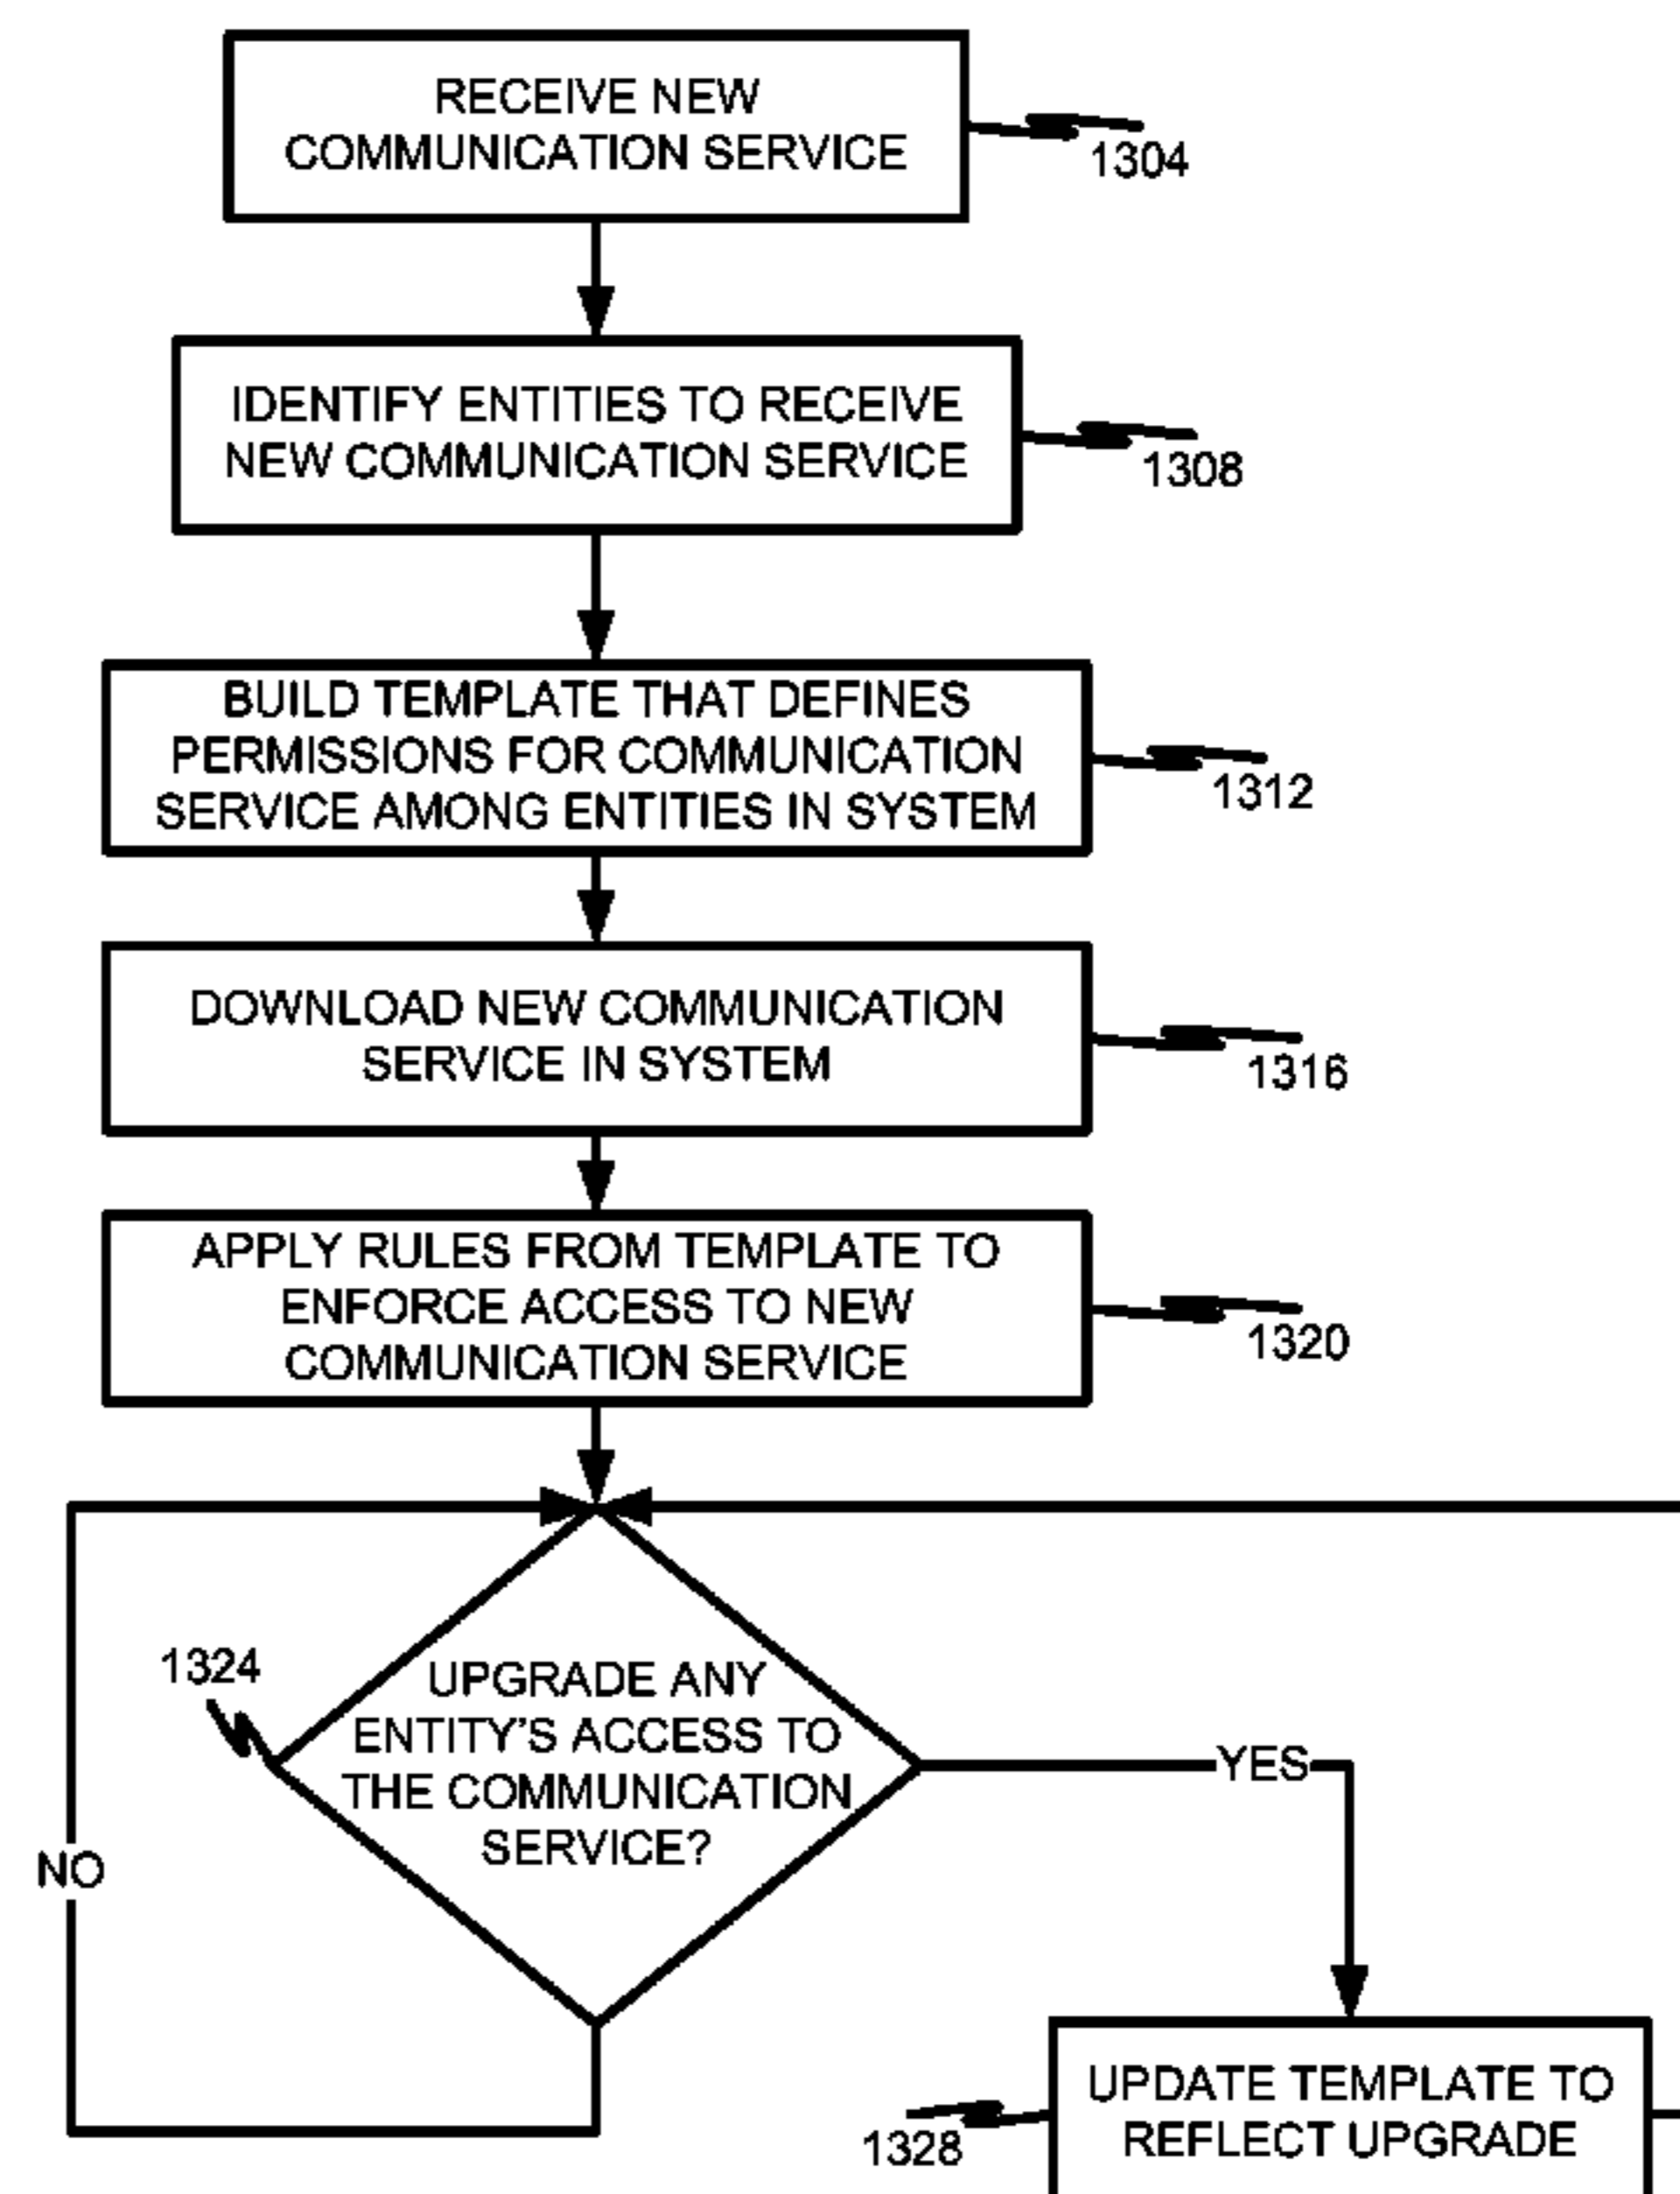 RECEIVE NEW
COMMUNICATION SERVICE
1304
IDENTIFY ENTITIES TO RECEIVE
NEW COMMUNICATION SERVICE
1308
BUILD TEMPLATE THAT DEFINES
PERMISSIONS FOR COMMUNICATION
SERVICE AMONG ENTITIES IN SYSTEM
1312
DOWNLOAD NEW COMMUNICATION
SERVICE IN SYSTEM
1316
APPLY RULES FROM TEMPLATE TO
ENFORCE ACCESS TO NEW
COMMUNICATION SERVICE
1320
1324
UPGRADE ANY
ENTITY'S ACCESS TO
THE COMMUNICATION
SERVICE?
YES
NO
UPDATE TEMPLATE TO
REFLECT UPGRADE
1328